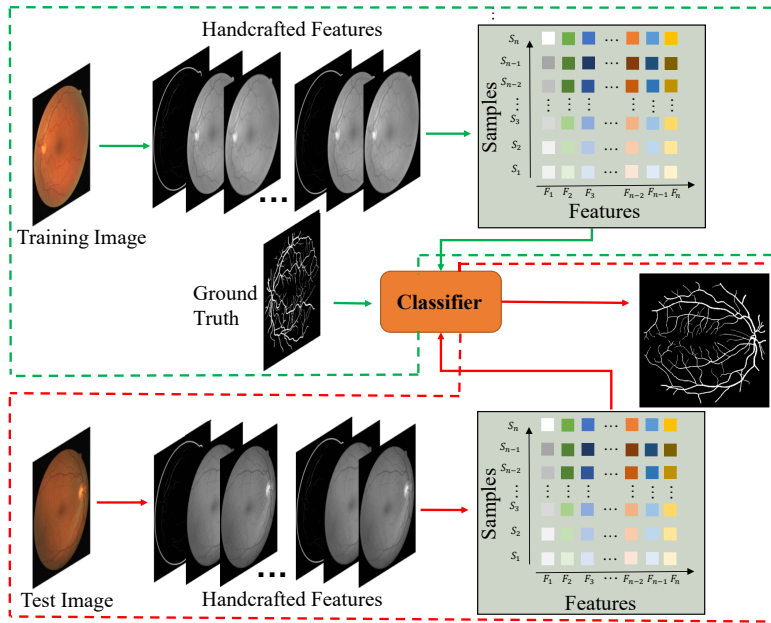 Handcrafted Features
Training Image
Samples
Sₙ
Sₙ₋₁
Sₙ₋₂
S₃
S₂
S₁
F₁ F₂ F₃ ⋯ Fₙ₋₂ Fₙ₋₁ Fₙ
Features
Ground
Truth
Classifier
Samples
Sₙ
Sₙ₋₁
Sₙ₋₂
S₃
S₂
S₁
F₁ F₂ F₃ ⋯ Fₙ₋₂ Fₙ₋₁ Fₙ
Features
Test Image
Handcrafted Features